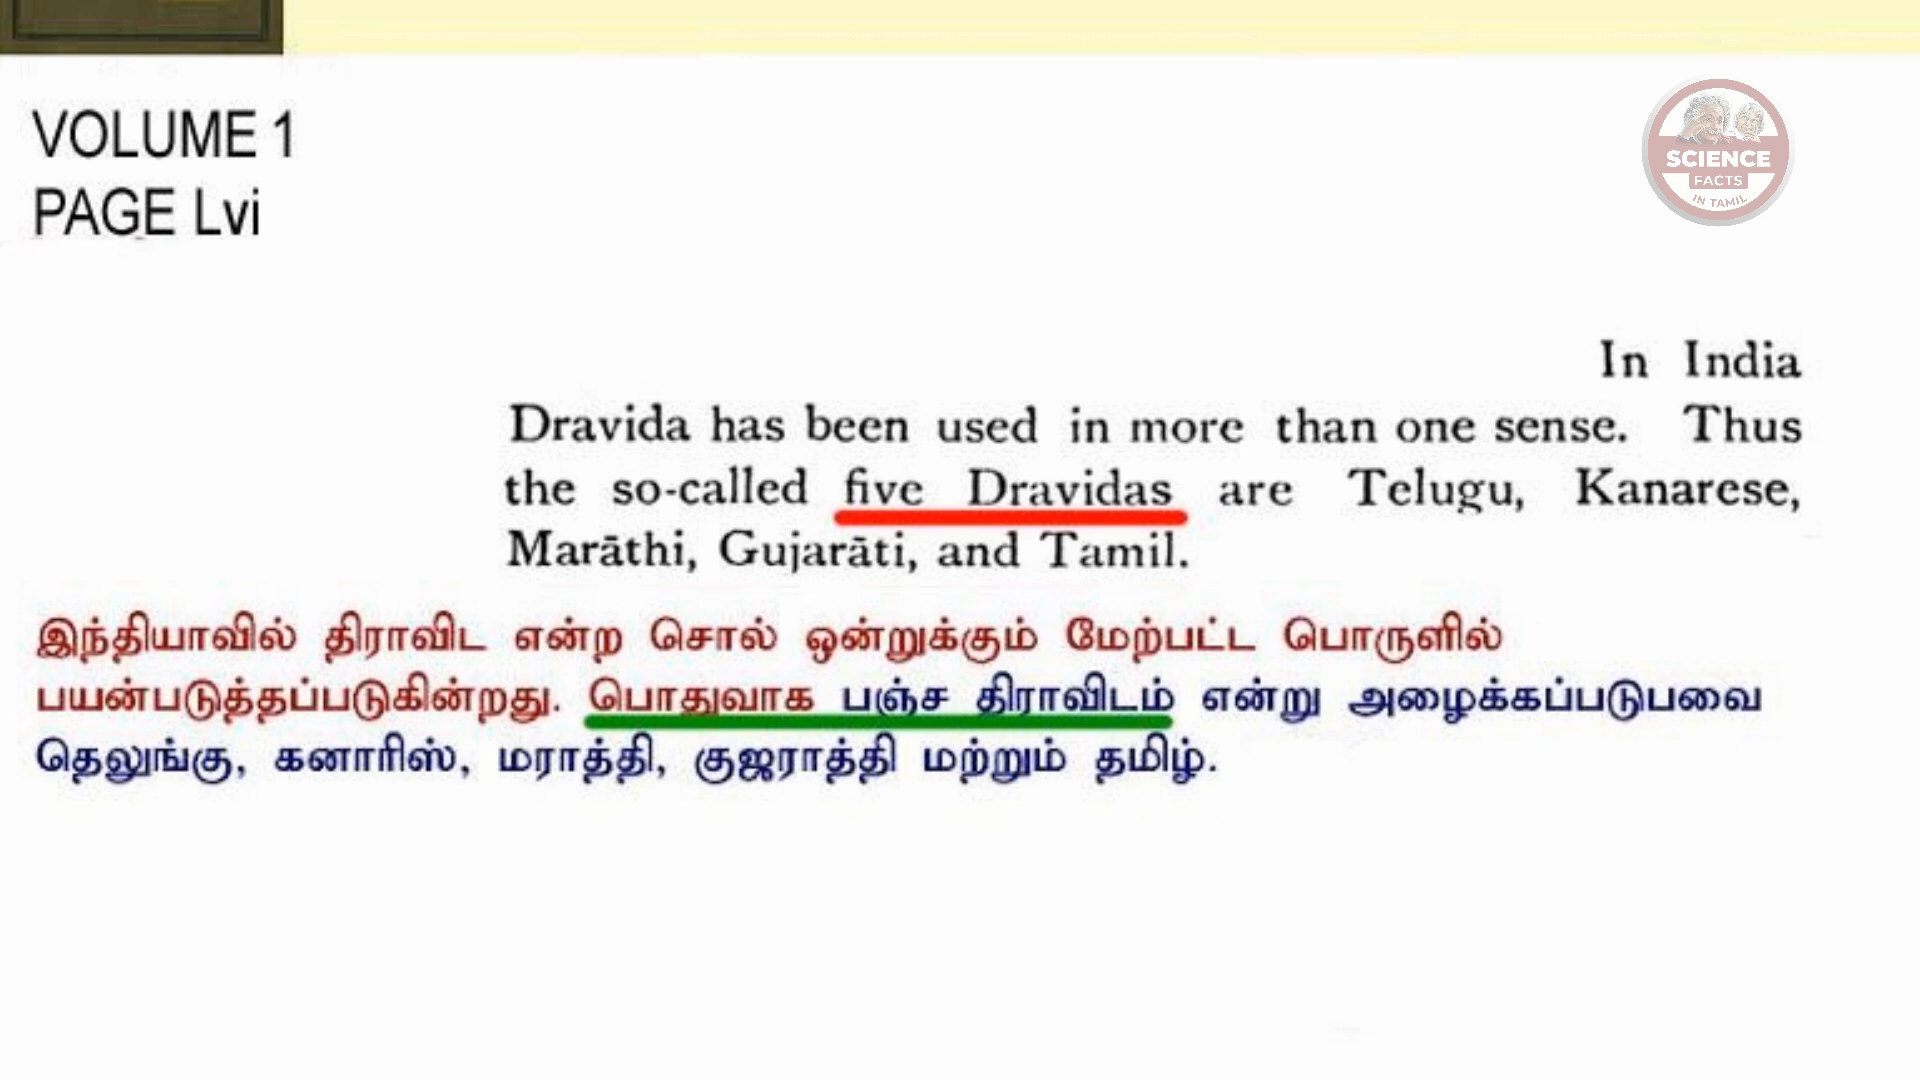 VOLUME 1
PAGE Lvi
SCIENCE
FACTS
IN TAMIL
In India
Dravida has been used in more than one sense. Thus
the so-called five Dravidas are Telugu, Kanarese,
Marāthi, Gujarāti, and Tamil.
இந்தியாவில் திராவிட என்ற சொல் ஒன்றுக்கும் மேற்பட்ட பொருளில்
பயன்படுத்தப்படுகின்றது. பொதுவாக பஞ்ச திராவிடம் என்று அழைக்கப்படுபவை
தெலுங்கு, கனாரிஸ், மராத்தி, குஜராத்தி மற்றும் தமிழ்.